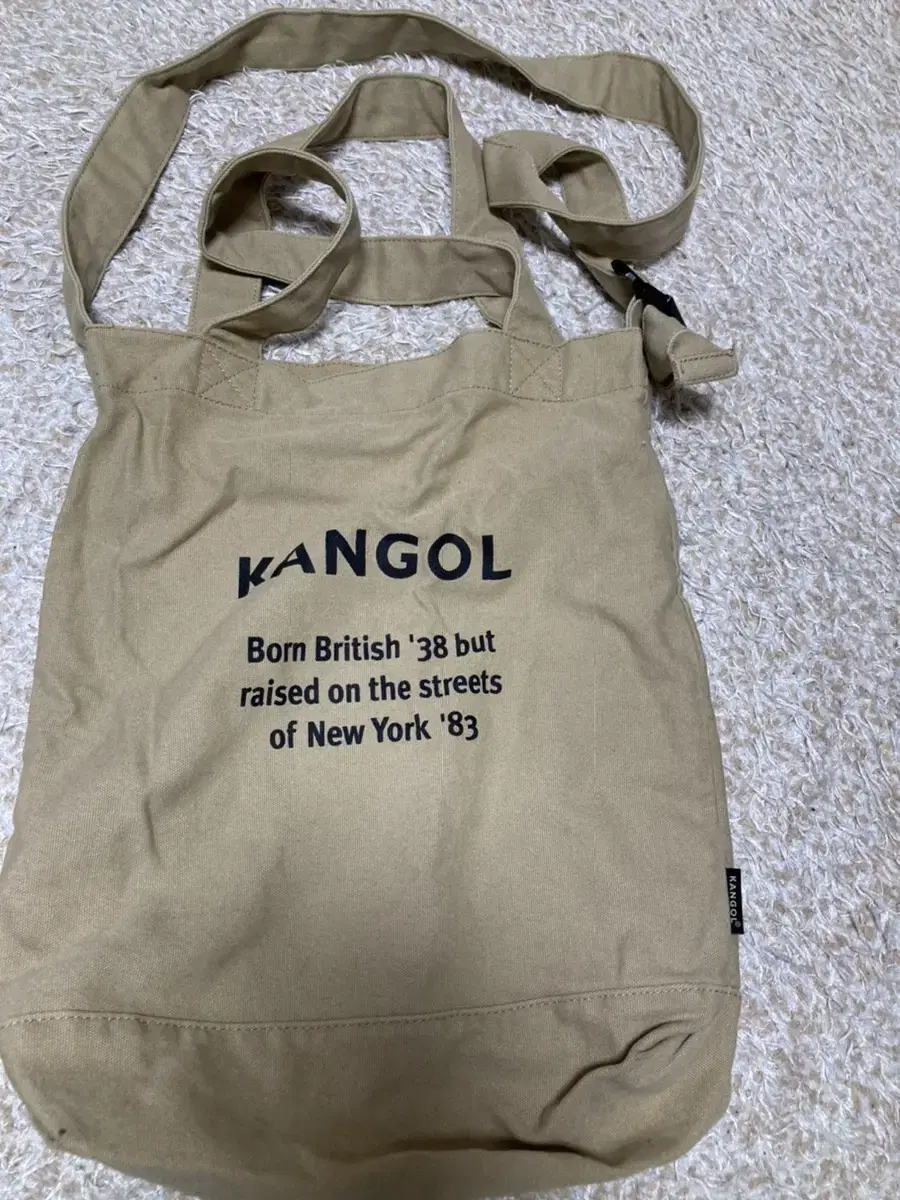 KANGOL
Born British '38 but
raised on the streets
of New York '83
KANGOL®